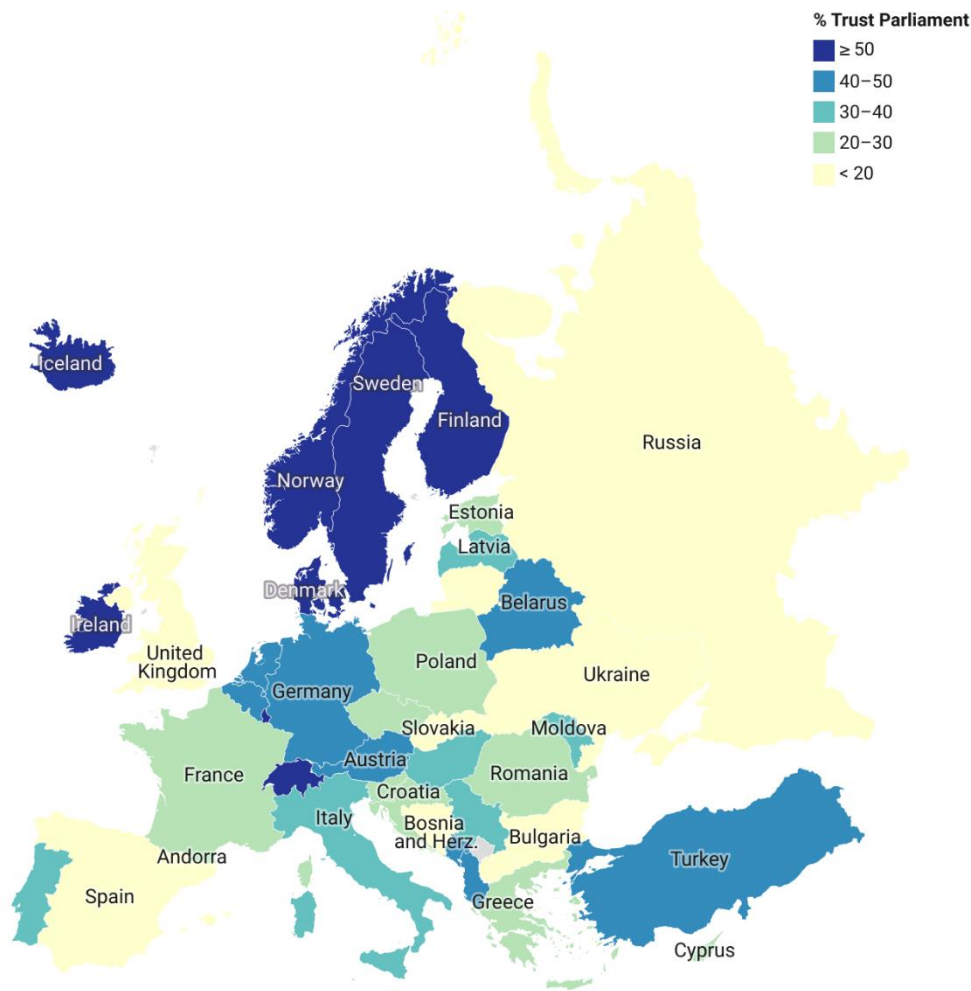 % Trust Parliament
≥ 50
40–50
30–40
20–30
< 20
Iceland
Sweden
Finland
Russia
Norway
Estonia
Latvia
Denmark
Belarus
Ireland
United
Kingdom
Poland
Ukraine
Germany
Slovakia
Moldova
Austria
France
Romania
Croatia
Italy
Bosnia
and Herz.
Bulgaria
Andorra
Turkey
Spain
Greece
Cyprus